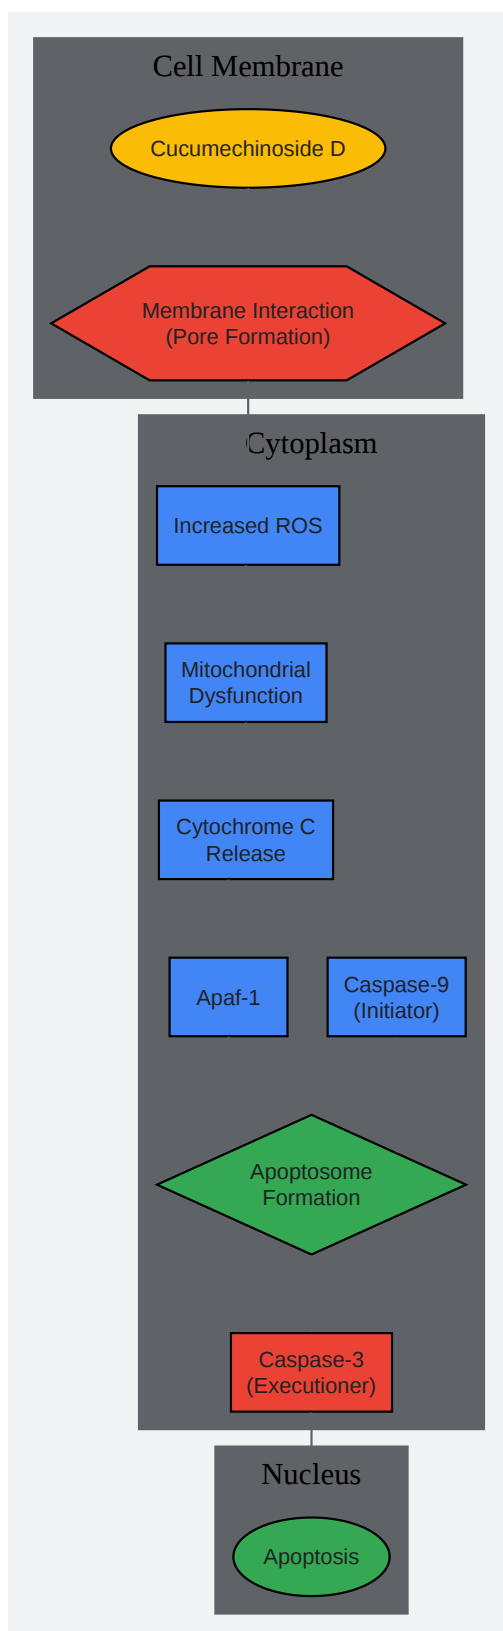 Cell Membrane
Cucumechinoside D
Membrane Interaction
(Pore Formation)
Cytoplasm
Increased ROS
Mitochondrial
Dysfunction
Cytochrome C
Release
Apaf-1
Caspase-9
(Initiator)
Apoptosome
Formation
Caspase-3
(Executioner)
Nucleus
Apoptosis